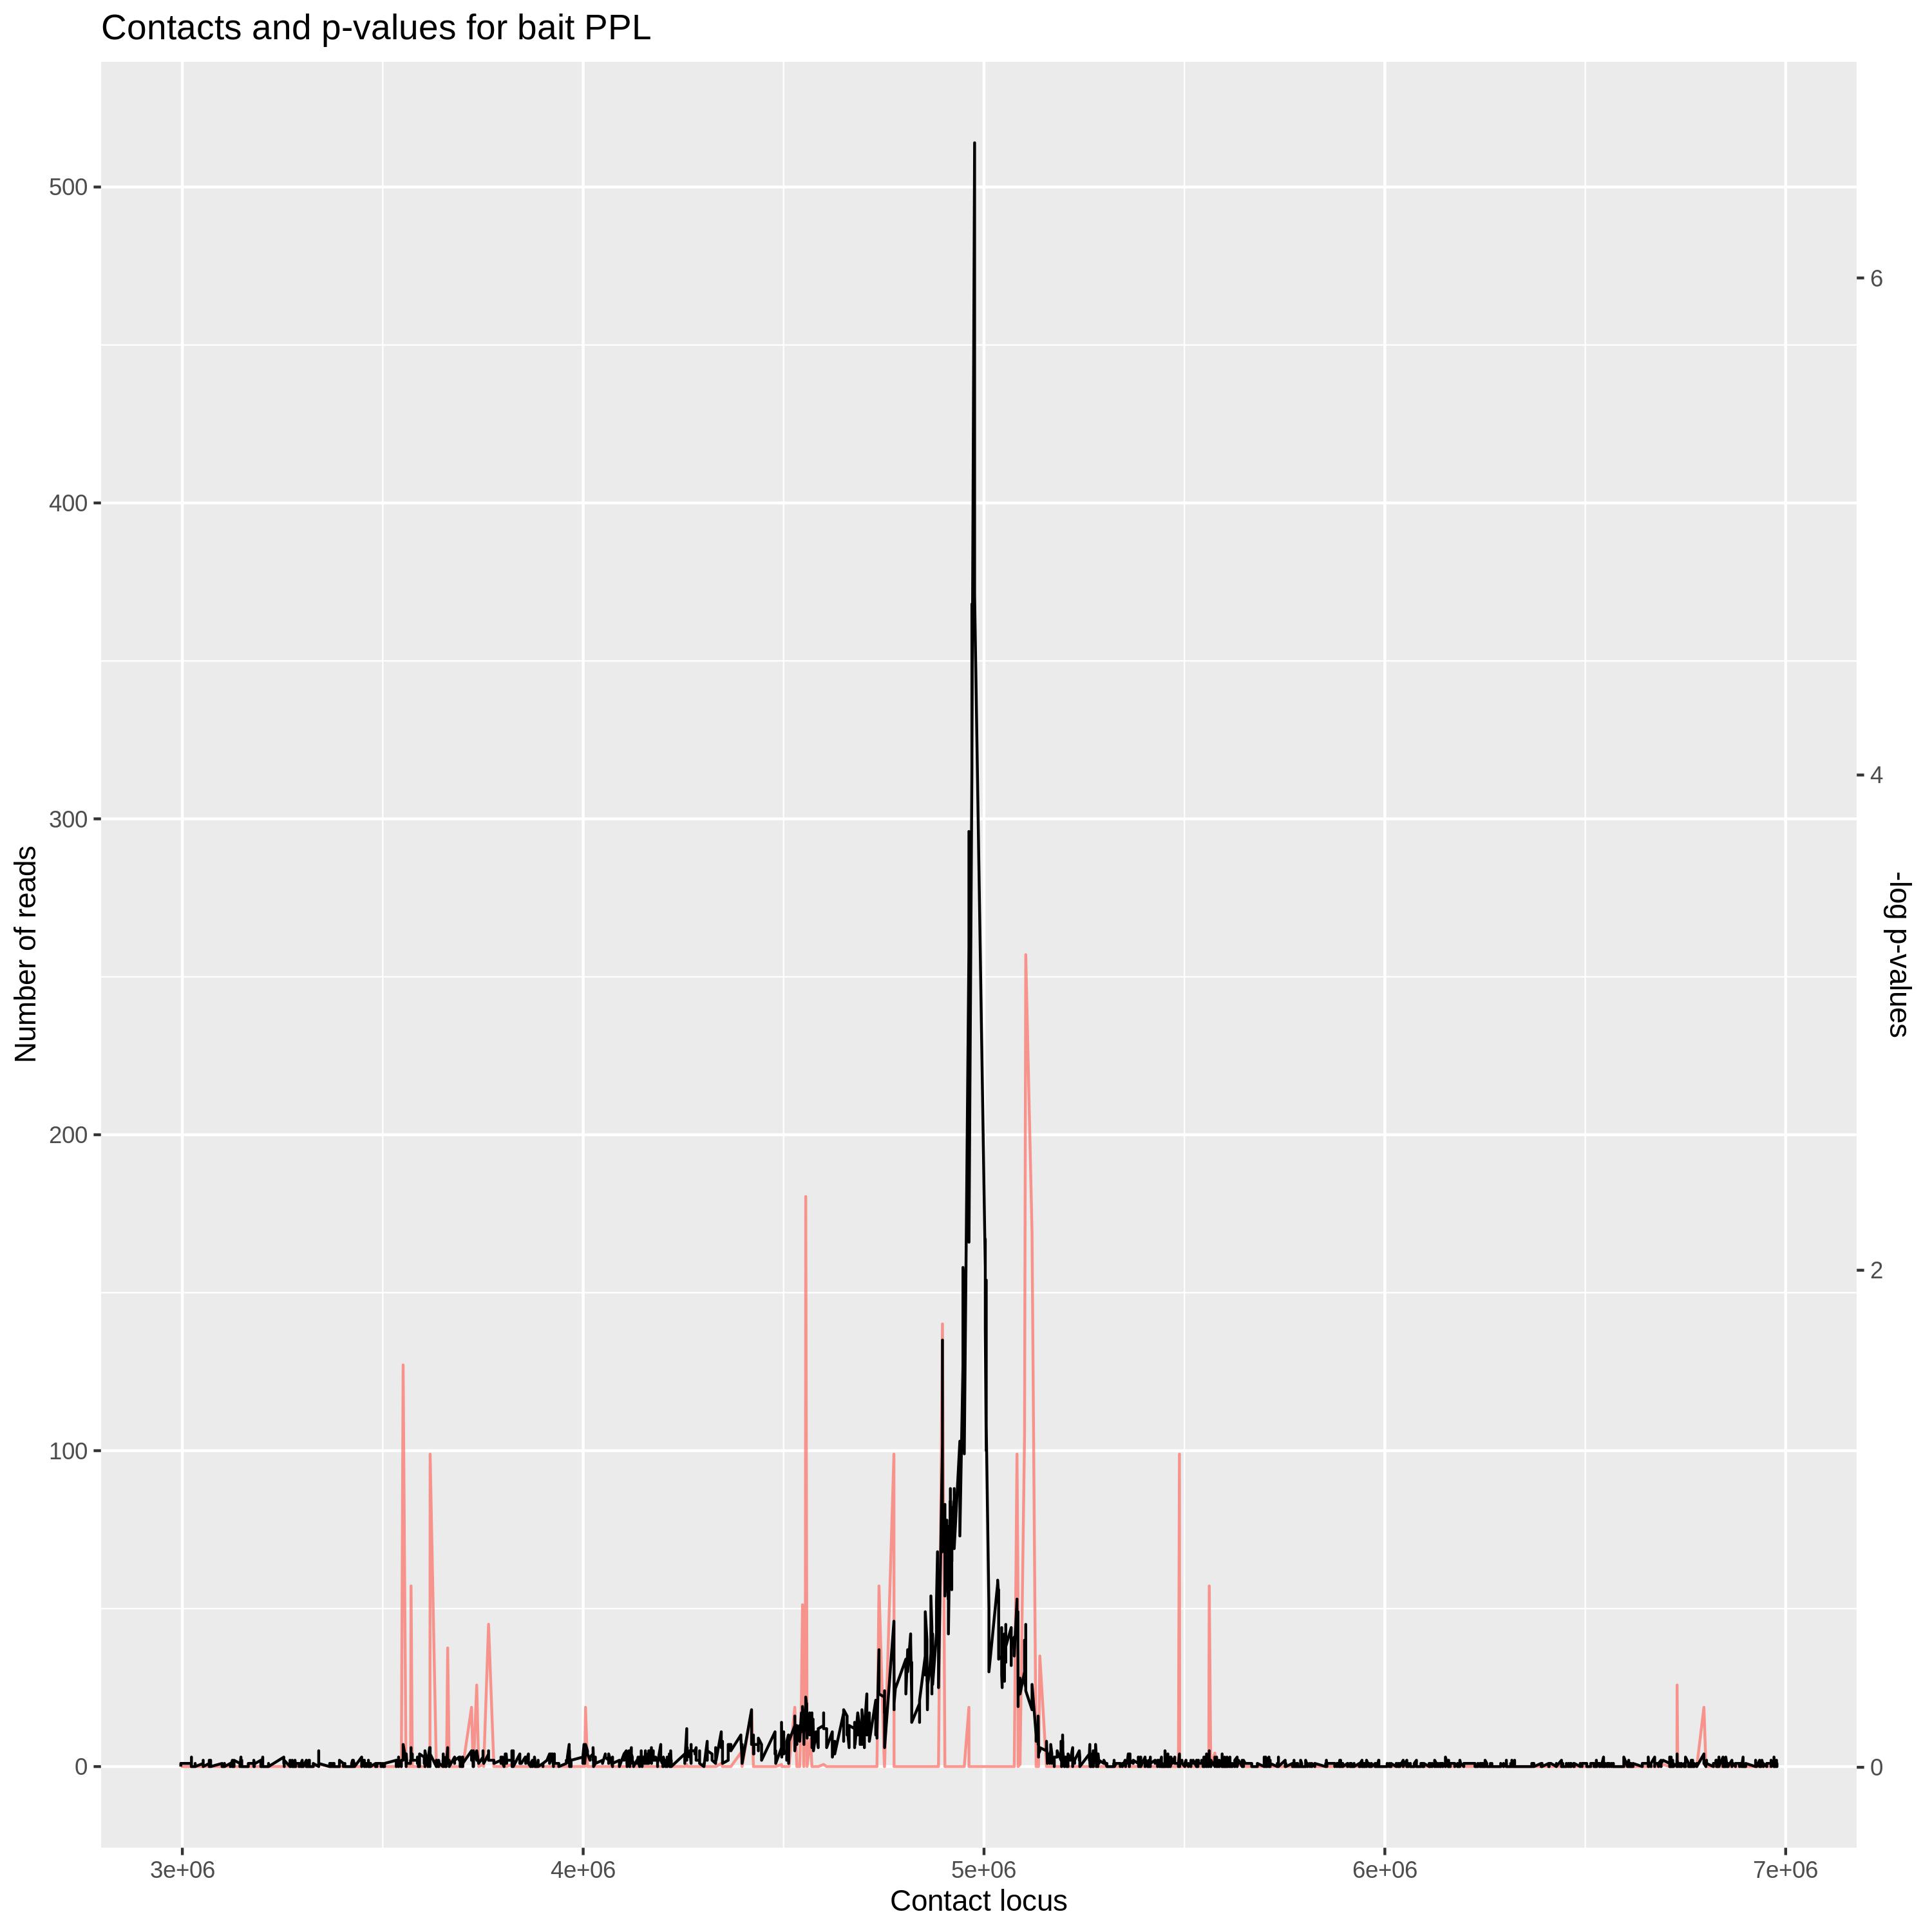 Contacts and p-values for bait PPL
500
400
300
200
100
0
Number of reads
6
4
2
0
-log p-values
3e+06 4e+06 5e+06 6e+06 7e+06
Contact locus